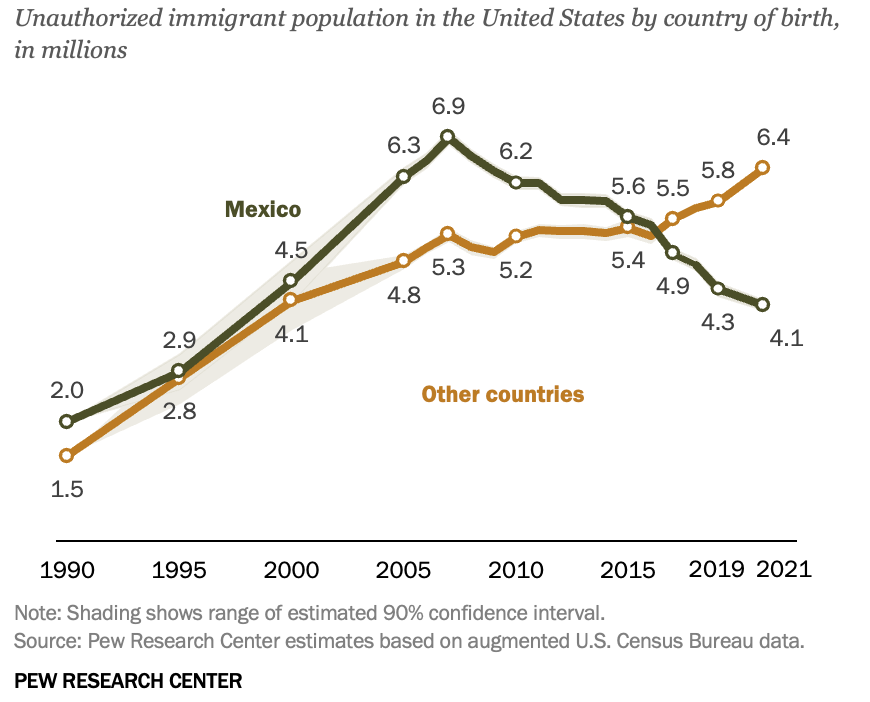 Unauthorized immigrant population in the United States by country of birth,
in millions
6.9
6.4
6.3
6.2
5.8
5.6
5.5
Mexico
4.5
5.3
5.2
5.4
4.9
4.8
4.3
4.1
4.1
2.9
2.0
Other countries
2.8
1.5
1990 1995 2000 2005 2010 2015 2019 2021
Note: Shading shows range of estimated 90% confidence interval.
Source: Pew Research Center estimates based on augmented U.S. Census Bureau data.
PEW RESEARCH CENTER